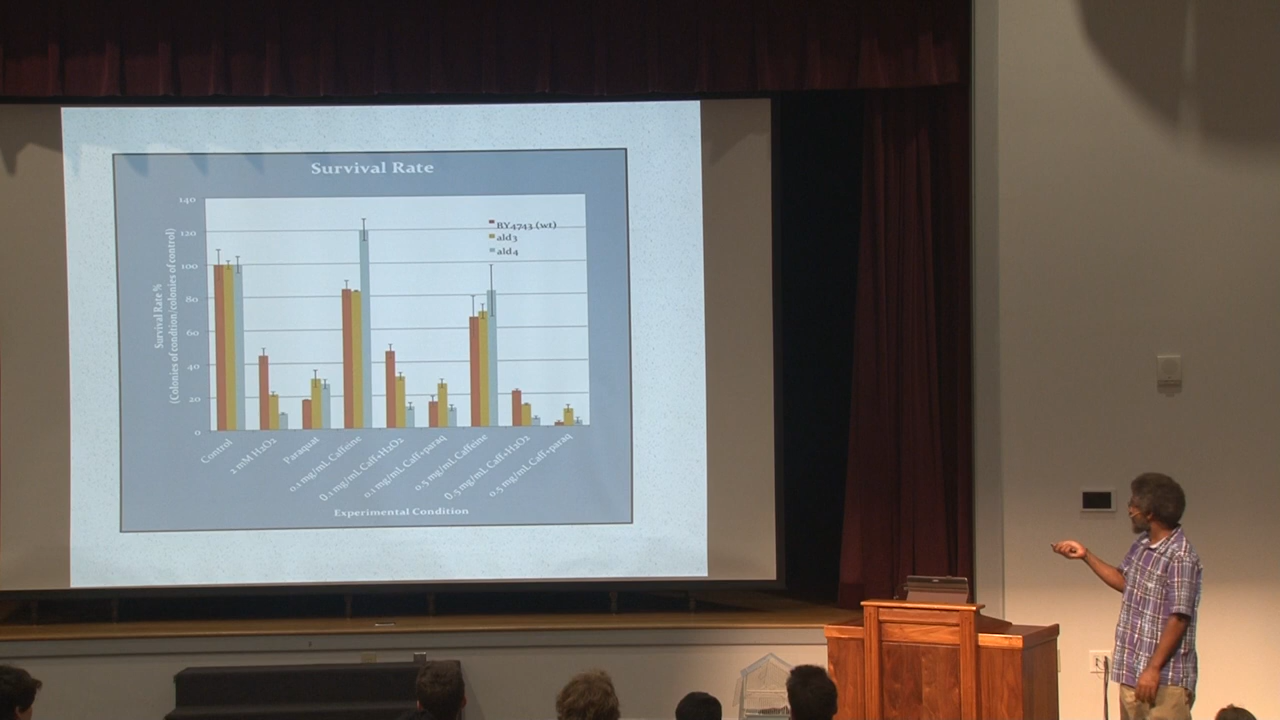 Survival Rate
Survival Rate %
(Colonies of condtion/colonies of control)
140
120
100
80
60
40
20
0
BY4743 (wt)
ald3
ald4
Control
2 mM H2O2
Paraquat
0.1 mg/mL Caffeine
0.1 mg/mL Caff+H2O2
0.1 mg/mL Caff+paraq
0.5 mg/mL Caffeine
0.5 mg/mL Caff+H2O2
0.5 mg/mL Caff+paraq
Experimental Condition